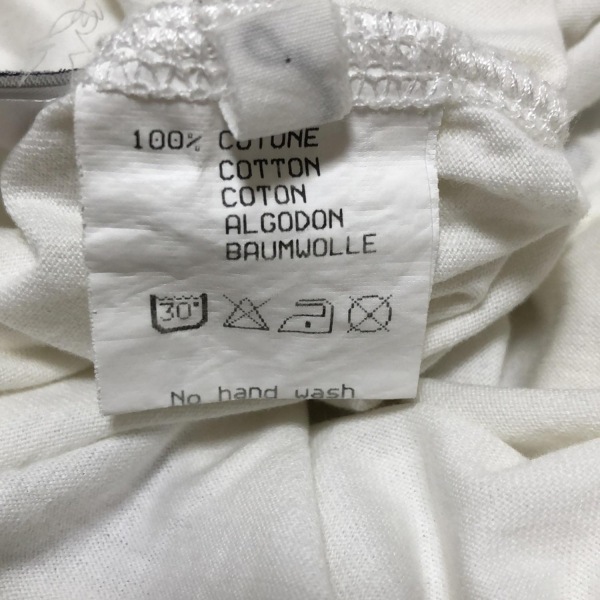 100% COTONE
COTTON
COTON
ALGODON
BAUMWOLLE
30°
No hand wash